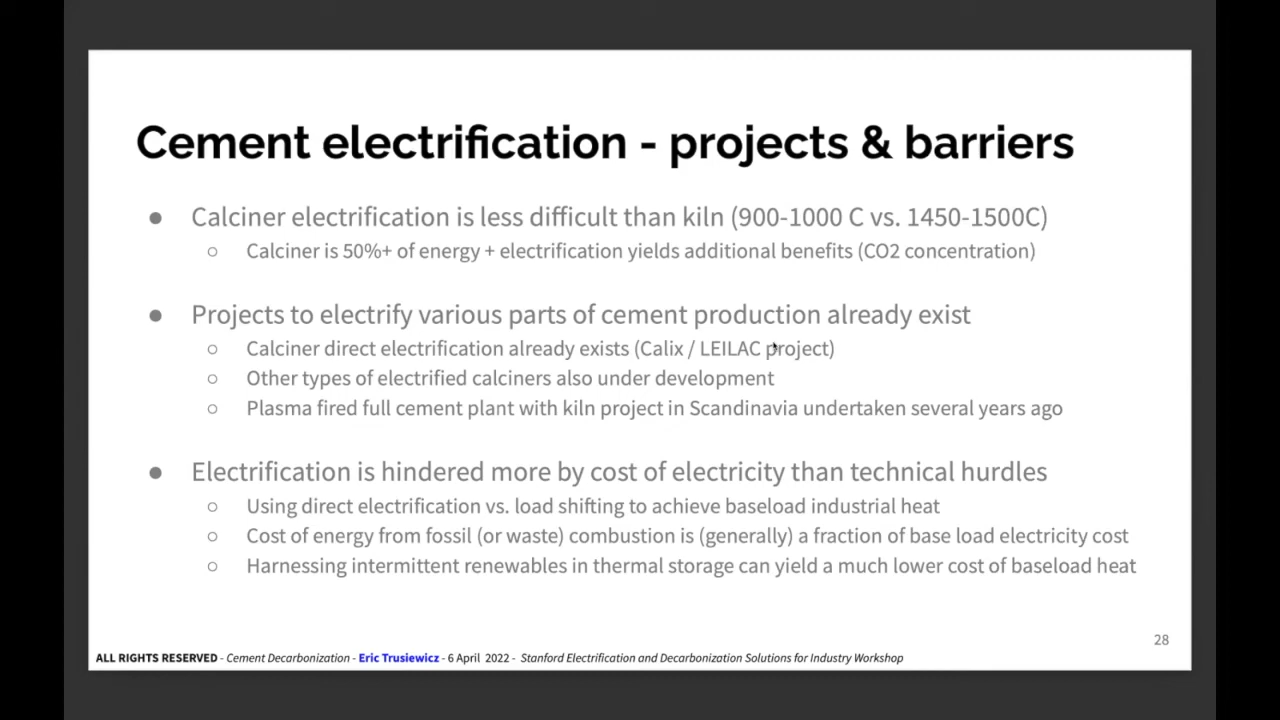 Cement electrification - projects & barriers
● Calciner electrification is less difficult than kiln (900-1000 C vs. 1450-1500C)
○ Calciner is 50%+ of energy + electrification yields additional benefits (CO2 concentration)
● Projects to electrify various parts of cement production already exist
○ Calciner direct electrification already exists (Calix / LEILAC project)
○ Other types of electrified calciners also under development
○ Plasma fired full cement plant with kiln project in Scandinavia undertaken several years ago
● Electrification is hindered more by cost of electricity than technical hurdles
○ Using direct electrification vs. load shifting to achieve baseload industrial heat
○ Cost of energy from fossil (or waste) combustion is (generally) a fraction of base load electricity cost
○ Harnessing intermittent renewables in thermal storage can yield a much lower cost of baseload heat
28
ALL RIGHTS RESERVED - Cement Decarbonization - Eric Trusiewicz - 6 April 2022 - Stanford Electrification and Decarbonization Solutions for Industry Workshop